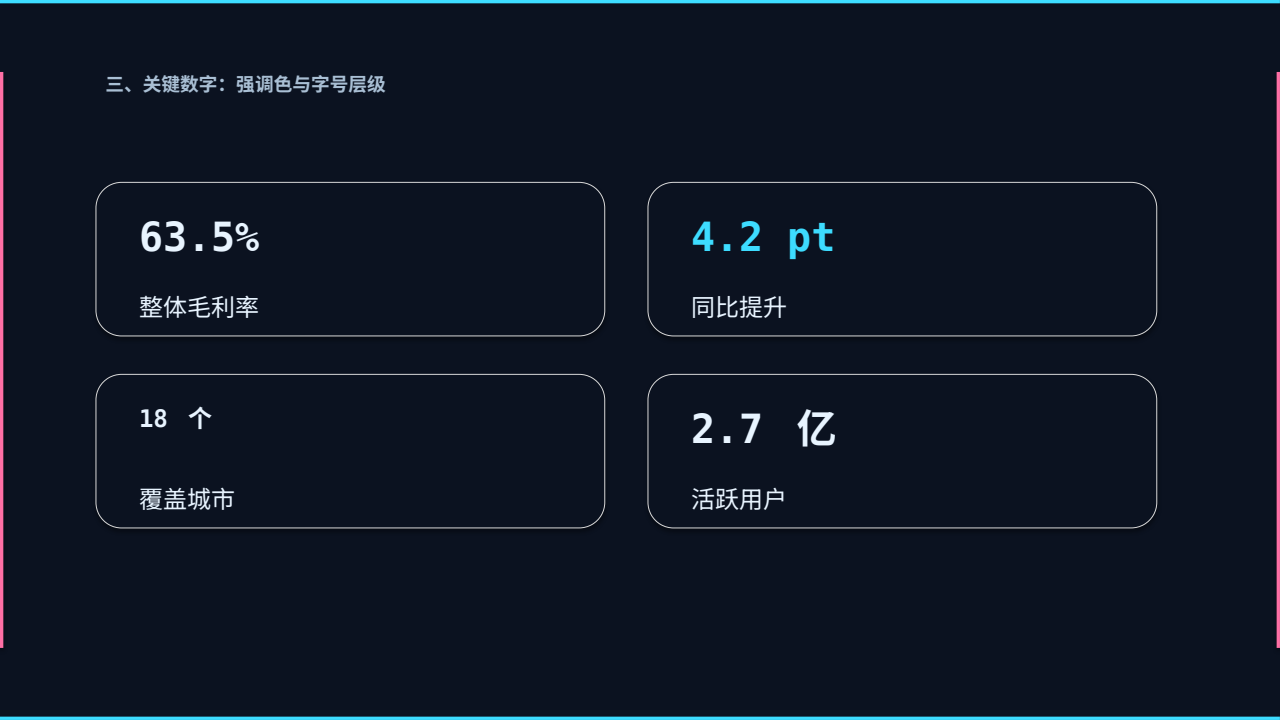 三、关键数字：强调色与字号层级
63.5%
整体毛利率
4.2 pt
同比提升
18 个
覆盖城市
2.7 亿
活跃用户